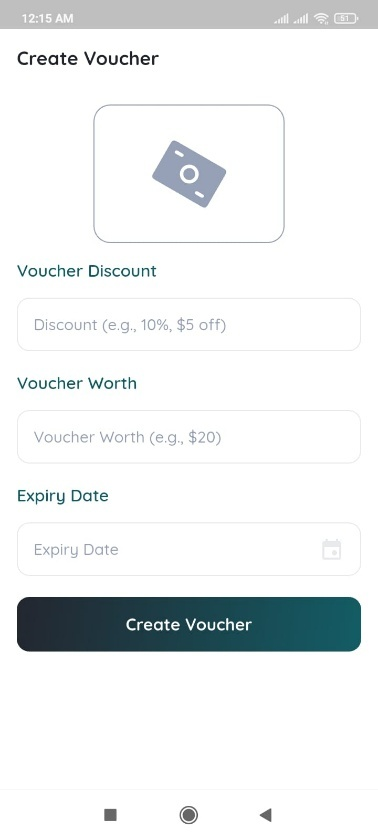 12:15 AM
51
Create Voucher
Voucher Discount
Discount (e.g., 10%, $5 off)
Voucher Worth
Voucher Worth (e.g., $20)
Expiry Date
Expiry Date
Create Voucher